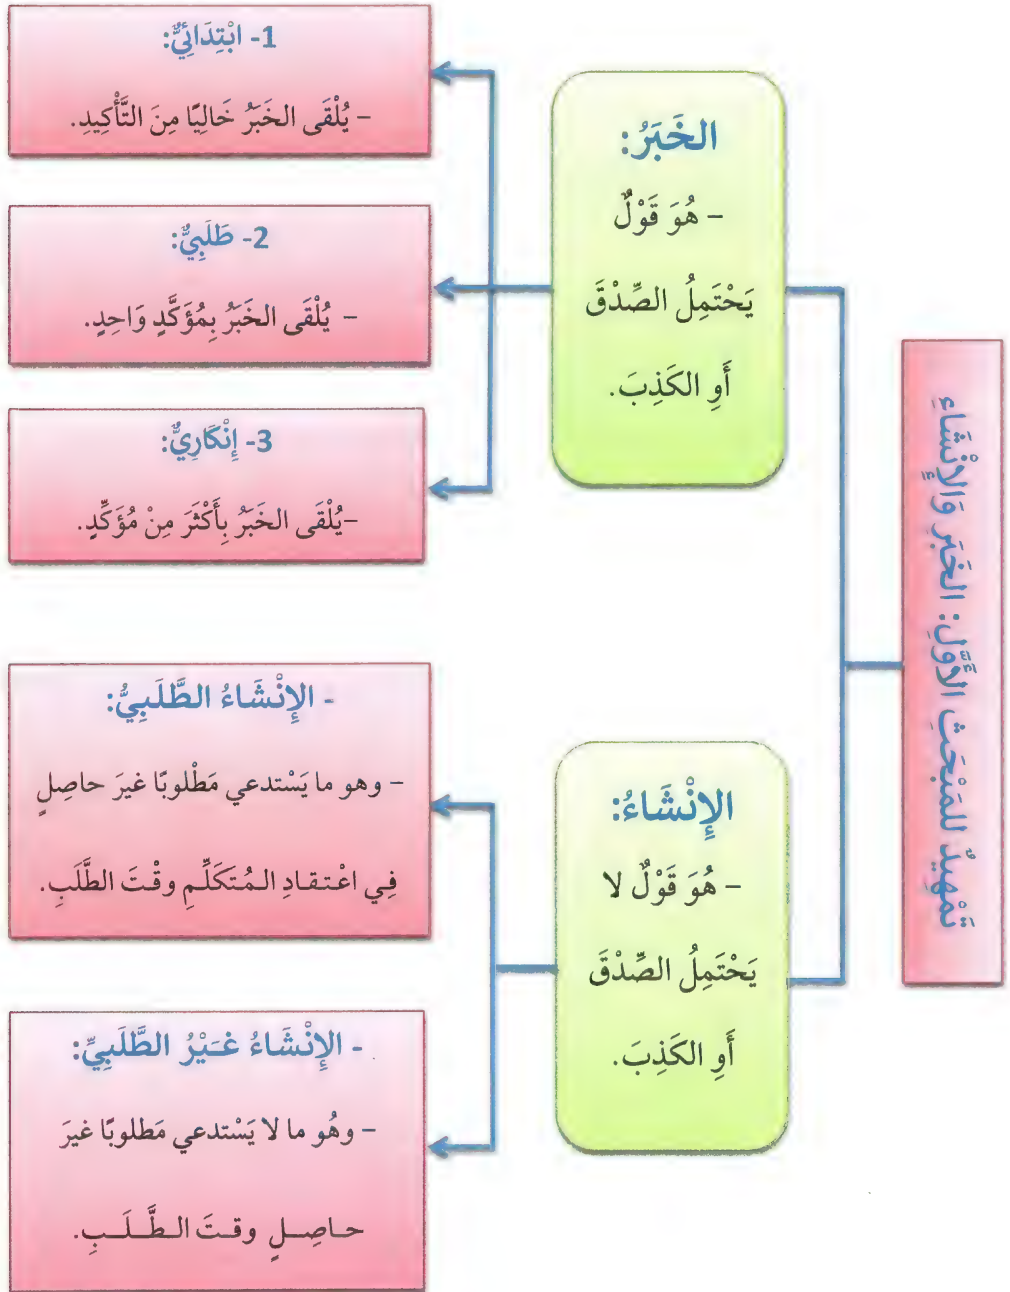 تَمْهِيدٌ للمَبْحَثِ الأَوَّلِ: الخَبَرِ وَالإِنْشَاءِ
الخَبَرُ:
- هُوَ قَوْلٌ
يَحْتَمِلُ الصِّدْقَ
أَوِ الكَذِبَ.
1- ابْتِدَائِيٌّ:
- يُلْقَى الخَبَرُ خَالِيًا مِنَ التَّأْكِيدِ.
2- طَلَبِيٌّ:
- يُلْقَى الخَبَرُ بِمُؤَكَّدٍ وَاحِدٍ.
3- إِنْكَارِيٌّ:
-يُلْقَى الخَبَرُ بِأَكْثَرَ مِنْ مُؤَكِّدٍ.
الإِنْشَاءُ:
- هُوَ قَوْلٌ لا
يَحْتَمِلُ الصِّدْقَ
أَوِ الكَذِبَ.
- الإِنْشَاءُ الطَّلَبِيُّ:
- وهو ما يَسْتدعي مَطْلوبًا غيرَ حاصِلٍ
فِي اعْتقادِ المُتَكَلِّمِ وقْتَ الطَّلَبِ.
- الإِنْشَاءُ غَيْرُ الطَّلَبِيِّ:
- وهُو ما لا يَسْتدعي مَطلوبًا غيرَ
حاصِلٍ وقتَ الطَّلَبِ.